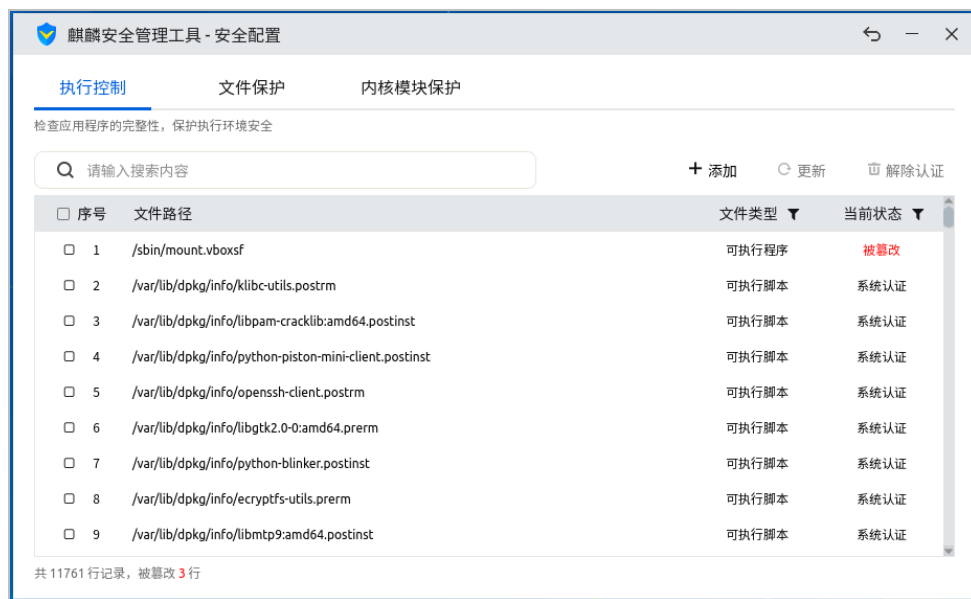 麒麟安全管理工具 - 安全配置
执行控制 文件保护 内核模块保护
检查应用程序的完整性，保护执行环境安全
请输入搜索内容 添加 更新 解除认证
序号 文件路径 文件类型 当前状态
1 /sbin/mount.vboxsf 可执行程序 被篡改
2 /var/lib/dpkg/info/klibc-utils.postrm 可执行脚本 系统认证
3 /var/lib/dpkg/info/libpam-cracklib:amd64.postinst 可执行脚本 系统认证
4 /var/lib/dpkg/info/python-piston-mini-client.postinst 可执行脚本 系统认证
5 /var/lib/dpkg/info/openssh-client.postrm 可执行脚本 系统认证
6 /var/lib/dpkg/info/libgtk2.0-0:amd64.prerm 可执行脚本 系统认证
7 /var/lib/dpkg/info/python-blinker.postinst 可执行脚本 系统认证
8 /var/lib/dpkg/info/ecryptfs-utils.prerm 可执行脚本 系统认证
9 /var/lib/dpkg/info/libmtp9:amd64.postinst 可执行脚本 系统认证
共 11761 行记录，被篡改 3 行